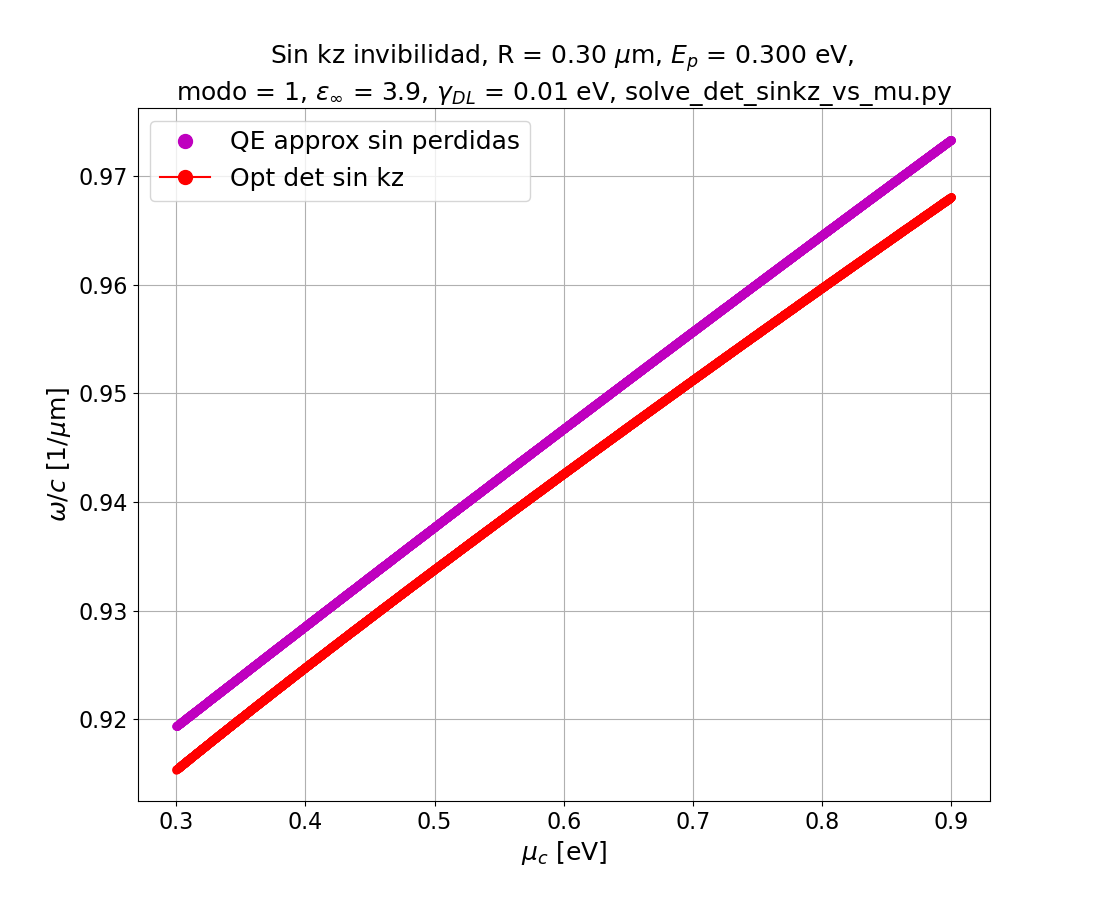 Sin kz invibilidad, R = 0.30 μm, E_p = 0.300 eV,
modo = 1, ε_∞ = 3.9, γ_DL = 0.01 eV, solve_det_sinkz_vs_mu.py
QE approx sin perdidas
Opt det sin kz
0.97
0.96
0.95
0.94
0.93
0.92
ω/c [1/μm]
0.3 0.4 0.5 0.6 0.7 0.8 0.9
μ_c [eV]